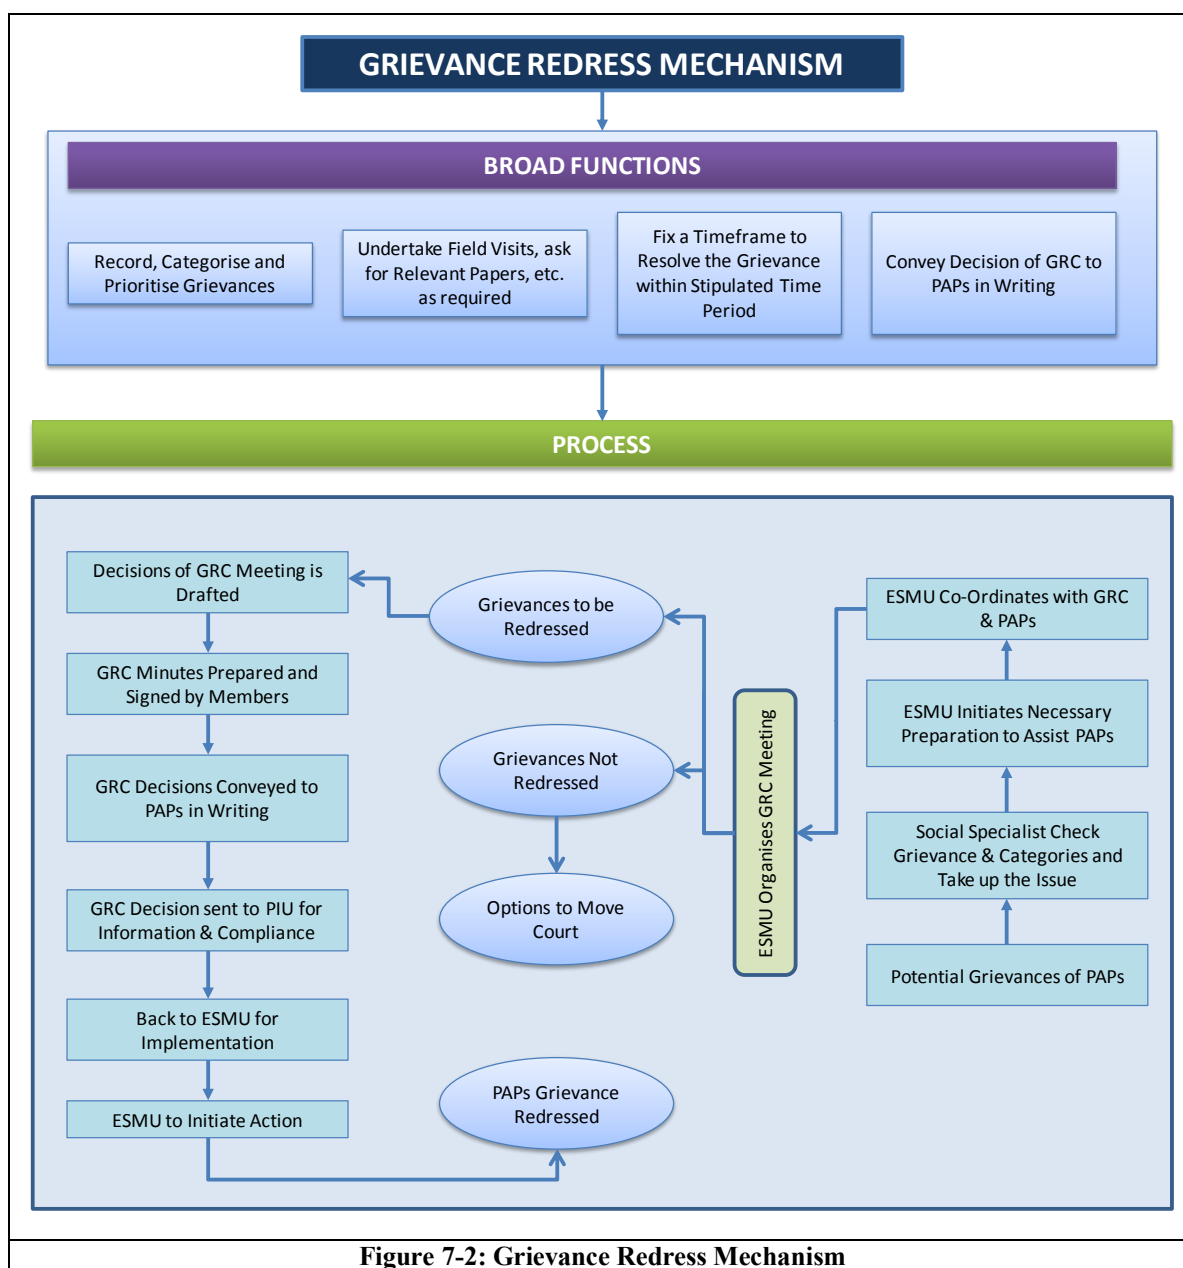 GRIEVANCE REDRESS MECHANISM
BROAD FUNCTIONS
Record, Categorise and
Prioritise Grievances
Undertake Field Visits, ask
for Relevant Papers, etc.
as required
Fix a Timeframe to
Resolve the Grievance
within Stipulated Time
Period
Convey Decision of GRC to
PAPs in Writing
PROCESS
Decisions of GRC Meeting is
Drafted
GRC Minutes Prepared and
Signed by Members
GRC Decisions Conveyed to
PAPs in Writing
GRC Decision sent to PIU for
Information & Compliance
Back to ESMU for
Implementation
ESMU to Initiate Action
Grievances to be
Redressed
Grievances Not
Redressed
Options to Move
Court
PAPs Grievance
Redressed
ESMU Organises GRC Meeting
ESMU Co-Ordinates with GRC
& PAPs
ESMU Initiates Necessary
Preparation to Assist PAPs
Social Specialist Check
Grievance & Categories and
Take up the Issue
Potential Grievances of PAPs
Figure 7-2: Grievance Redress Mechanism